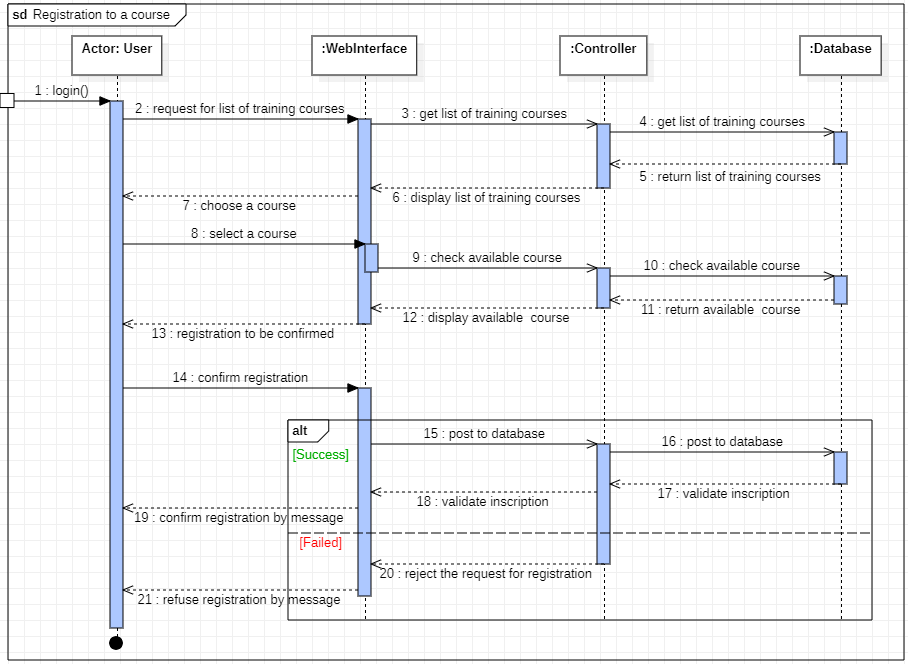 sd Registration to a course
Actor: User
:WebInterface
:Controller
:Database
1 : login()
2 : request for list of training courses
3 : get list of training courses
4 : get list of training courses
5 : return list of training courses
6 : display list of training courses
7 : choose a course
8 : select a course
9 : check available course
10 : check available course
11 : return available  course
12 : display available  course
13 : registration to be confirmed
14 : confirm registration
alt
[Success]
15 : post to database
16 : post to database
17 : validate inscription
18 : validate inscription
19 : confirm registration by message
[Failed]
20 : reject the request for registration
21 : refuse registration by message